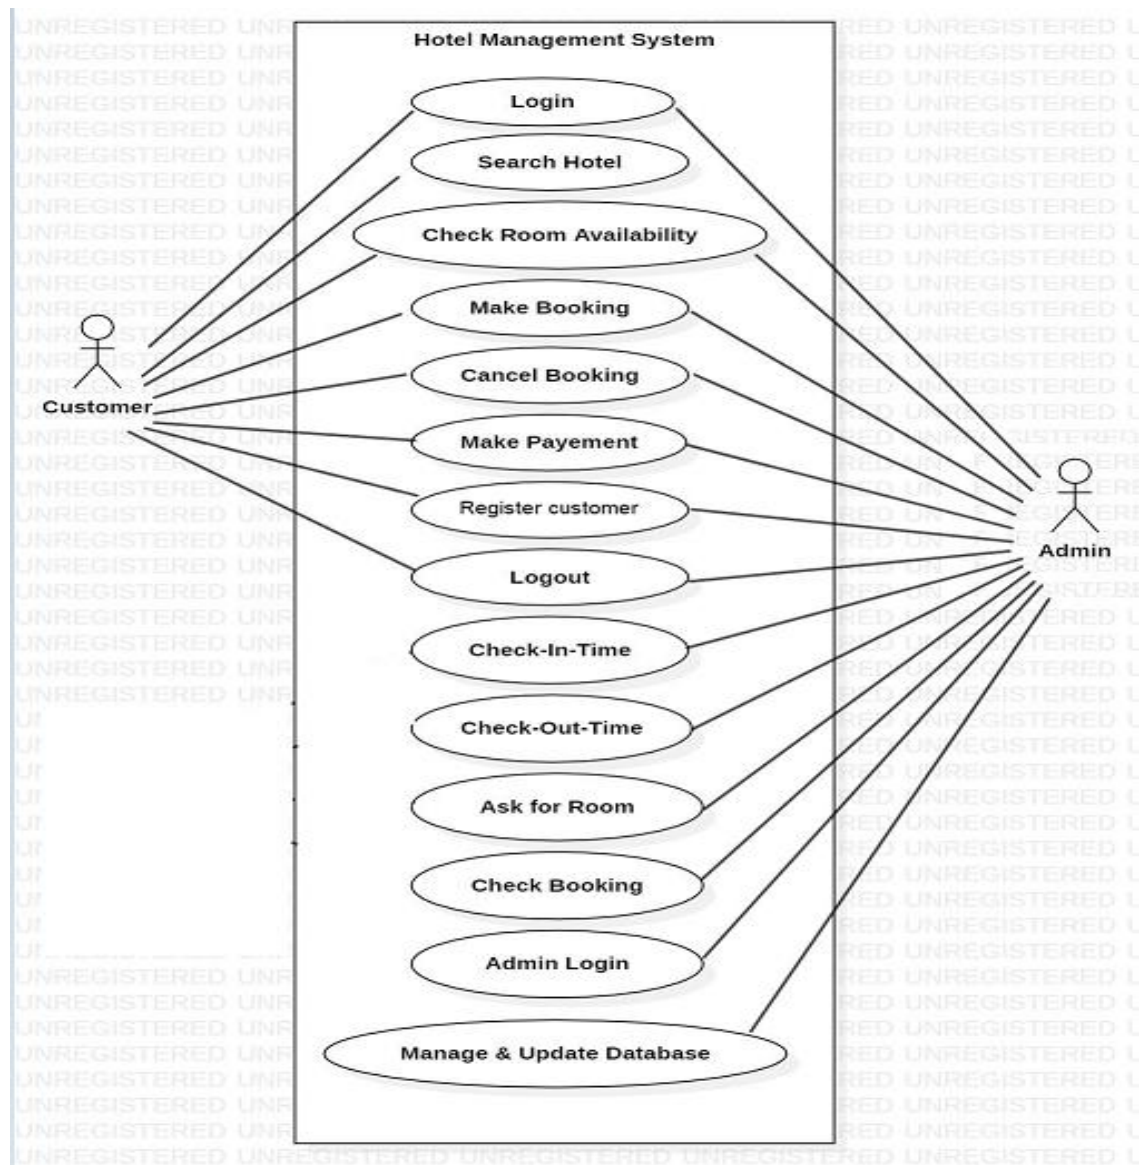 Hotel Management System
Login
Search Hotel
Check Room Availability
Make Booking
Cancel Booking
Customer
Make Payement
Register customer
Admin
Logout
Check-In-Time
Check-Out-Time
Ask for Room
Check Booking
Admin Login
Manage & Update Database
UNREGISTERED